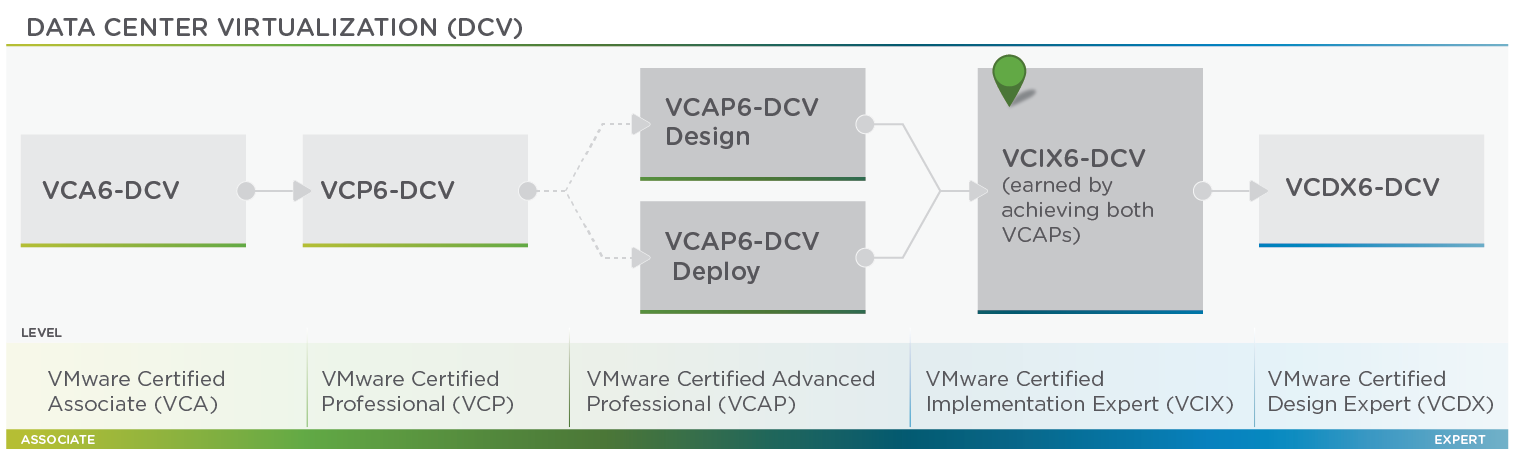 DATA CENTER VIRTUALIZATION (DCV)
VCA6-DCV
VCP6-DCV
VCAP6-DCV
Design
VCAP6-DCV
Deploy
VCIX6-DCV
(earned by
achieving both
VCAPs)
VCDX6-DCV
LEVEL
VMware Certified
Associate (VCA)
VMware Certified
Professional (VCP)
VMware Certified Advanced
Professional (VCAP)
VMware Certified
Implementation Expert (VCIX)
VMware Certified
Design Expert (VCDX)
ASSOCIATE
EXPERT